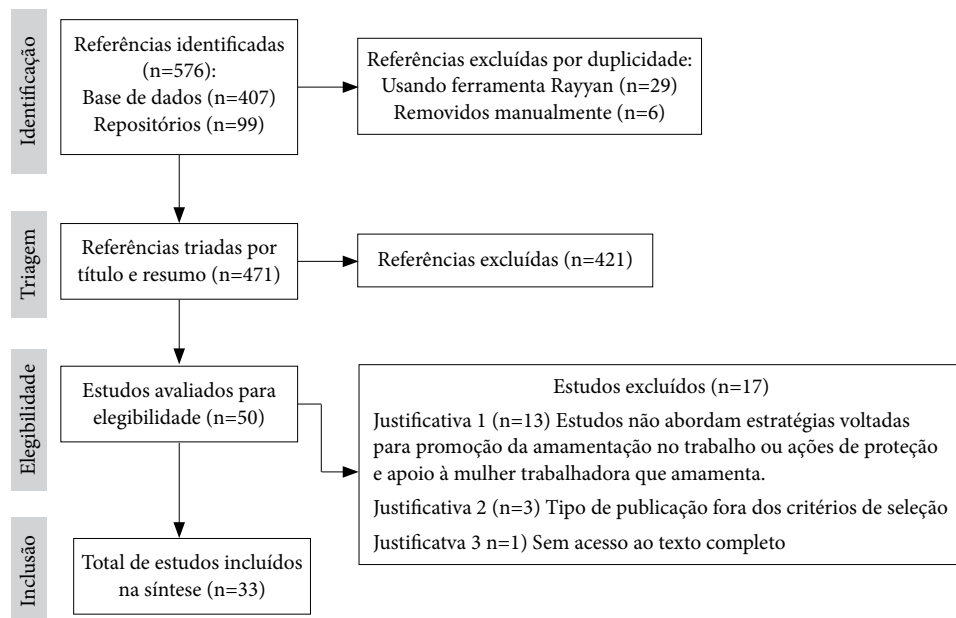 Identificação
Referências identificadas
(n=576):
Base de dados (n=407)
Repositórios (n=99)
Referências excluídas por duplicidade:
Usando ferramenta Rayyan (n=29)
Removidos manualmente (n=6)
Triagem
Referências triadas por
título e resumo (n=471)
Referências excluídas (n=421)
Elegibilidade
Estudos avaliados para
elegibilidade (n=50)
Estudos excluídos (n=17)
Justificativa 1 (n=13) Estudos não abordam estratégias voltadas
para promoção da amamentação no trabalho ou ações de proteção
e apoio à mulher trabalhadora que amamenta.
Justificativa 2 (n=3) Tipo de publicação fora dos critérios de seleção
Justificatva 3 n=1) Sem acesso ao texto completo
Inclusão
Total de estudos incluídos
na síntese (n=33)